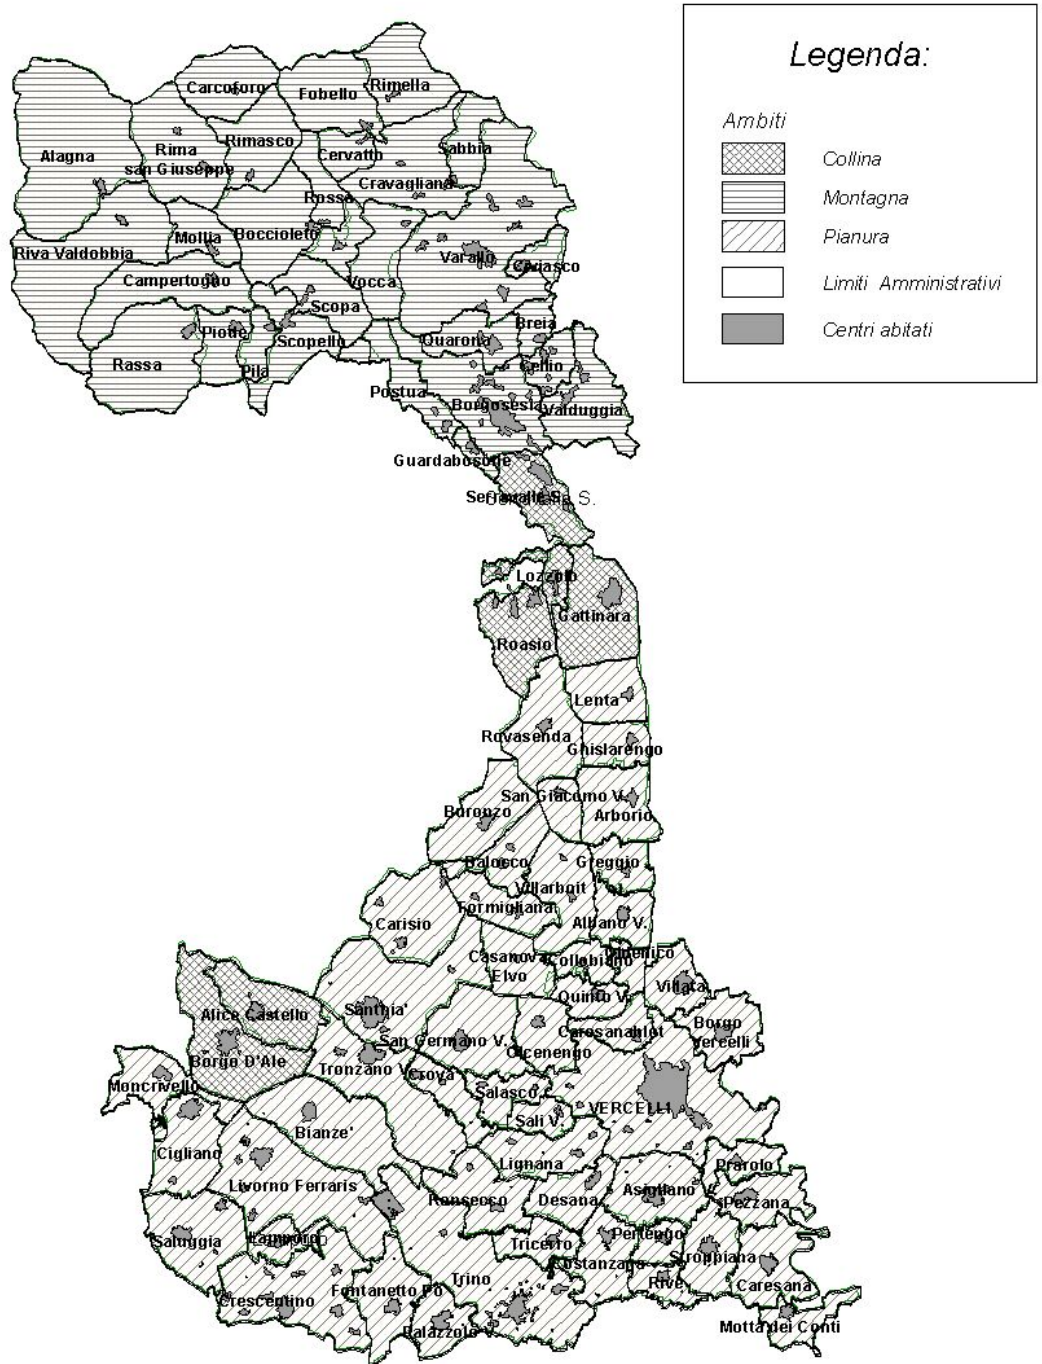 Legenda:
Ambiti
Collina
Montagna
Pianura
Limiti Amministrativi
Centri abitati
Carcoforo
Fobello
Rimella
Alagna
Rima
san Giuseppe
Rimasco
Cervatto
Sabbia
Cravagliana
Rossa
Mollia
Boccioleto
Riva Valdobbia
Varallo
Civiasco
Campertogno
Vocca
Scopa
Piode
Scopello
Quarona
Breia
Rassa
Pila
Cellio
Postua
Borgosesia
Valduggia
Guardabosone
Serravalle S.
Lozzolo
Gattinara
Roasio
Lenta
Rovasenda
Ghislarengo
San Giacomo V.
Buronzo
Arborio
Balocco
Greggio
Villarboit
Formigliana
Carisio
Albano V.
Casanova
Elvo
Collobiano
Oldenico
Villata
Quinto V.
Alice Castello
Santhia'
San Germano V.
Olcenengo
Caresanablot
Borgo
Vercelli
Borgo D'Ale
Tronzano V.
Crova
Moncrivello
Salasco
VERCELLI
Sali V.
Bianze'
Cigliano
Lignana
Prarolo
Livorno Ferraris
Ronsecco
Desana
Asigliano
Pezzana
Saluggia
Lamporo
Tricerro
Pertengo
Costanzana
Stroppiana
Crescentino
Fontanetto Po
Trino
Rive
Caresana
Palazzolo V.
Motta dei Conti